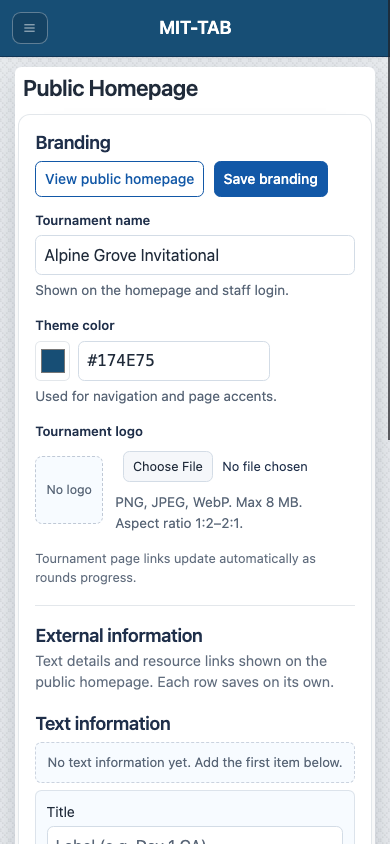 MIT-TAB
Public Homepage
Branding
View public homepage
Save branding
Tournament name
Alpine Grove Invitational
Shown on the homepage and staff login.
Theme color
#174E75
Used for navigation and page accents.
Tournament logo
No logo
Choose File No file chosen
PNG, JPEG, WebP. Max 8 MB.
Aspect ratio 1:2–2:1.
Tournament page links update automatically as
rounds progress.
External information
Text details and resource links shown on the
public homepage. Each row saves on its own.
Text information
No text information yet. Add the first item below.
Title